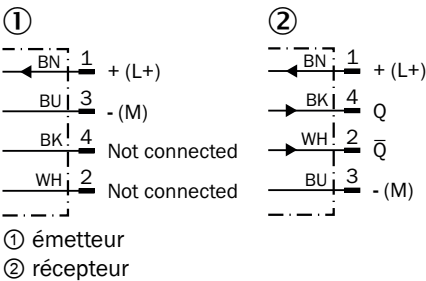 ① ②
BN 1 + (L+)
BU 3 - (M)
BK 4 Not connected
WH 2 Not connected
BN 1 + (L+)
BK 4 Q
WH 2 Q̅
BU 3 - (M)
① émetteur
② récepteur